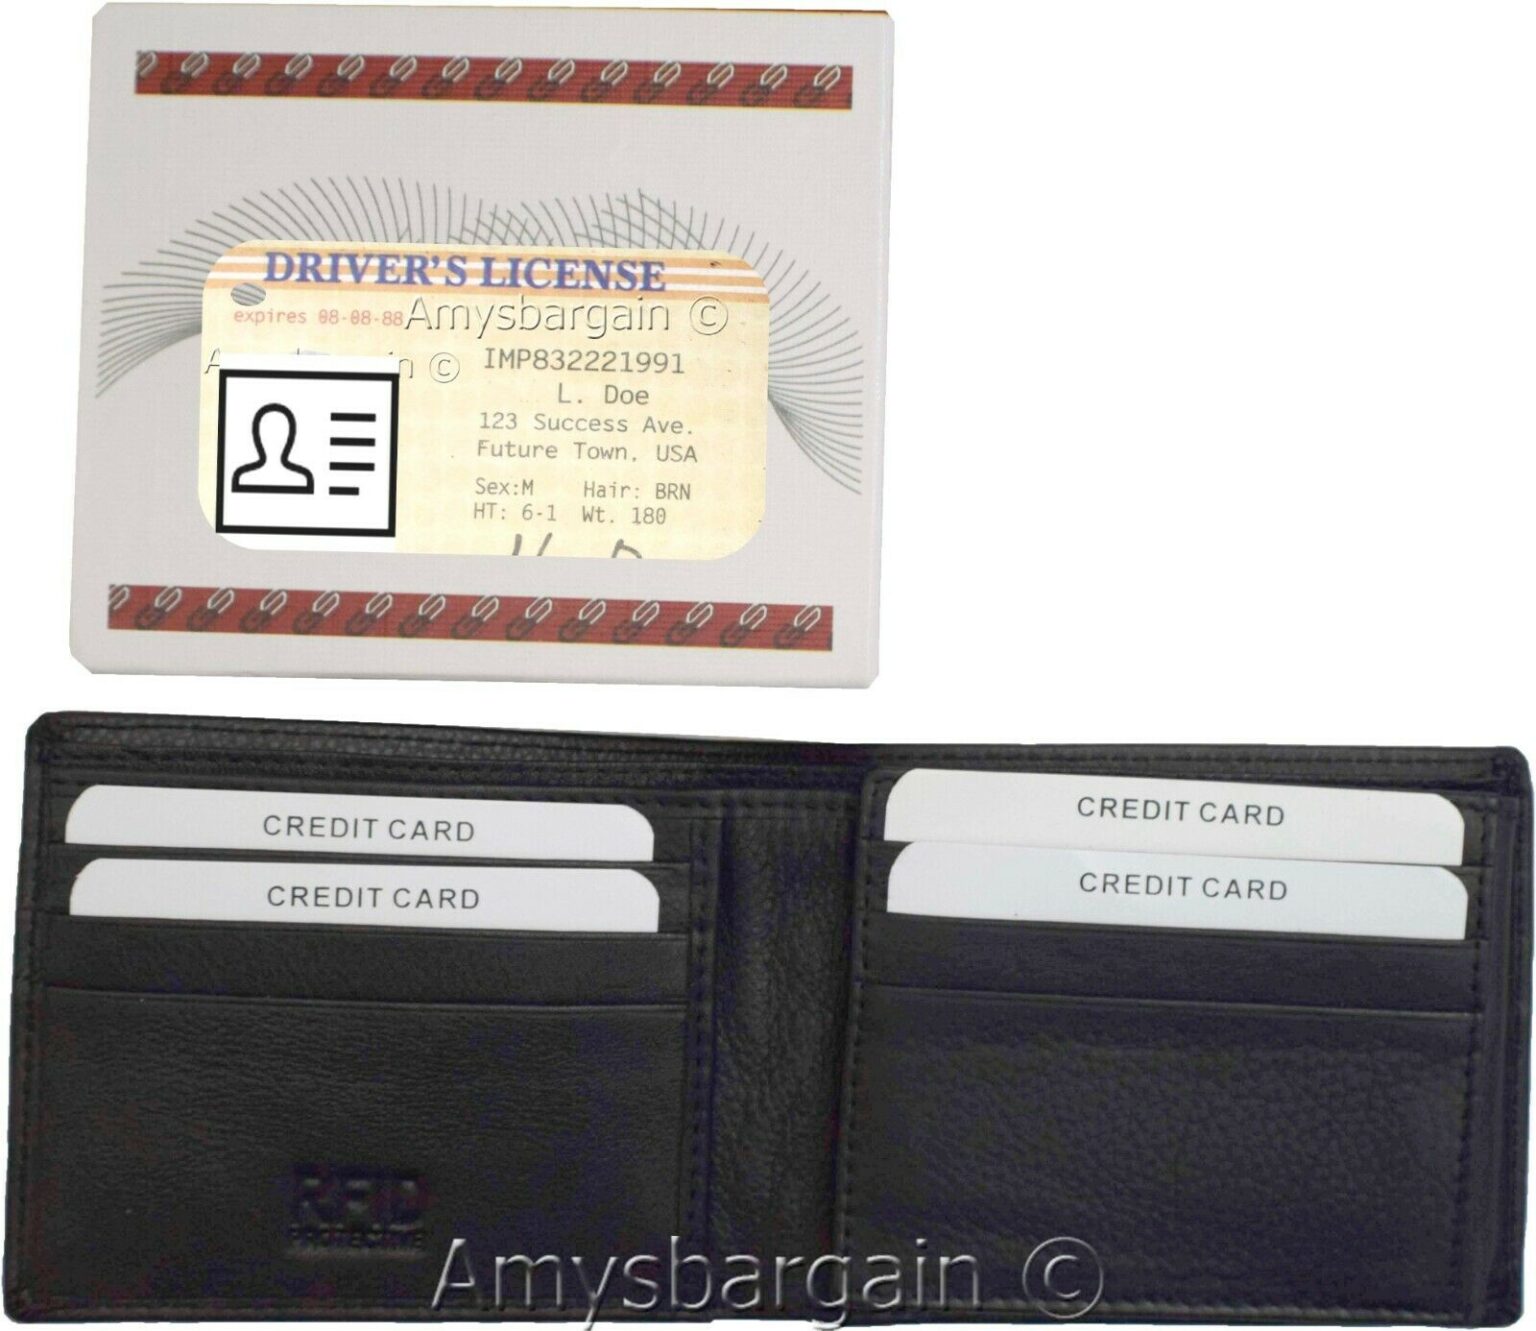 DRIVER'S LICENSE
expires 08-08-88
Amysbargain ©
IMP832221991
L. Doe
123 Success Ave.
Future Town. USA
Sex:M Hair: BRN
HT: 6-1 Wt. 180
CREDIT CARD
CREDIT CARD
CREDIT CARD
CREDIT CARD
RFID
PROTECTIVE
Amysbargain ©